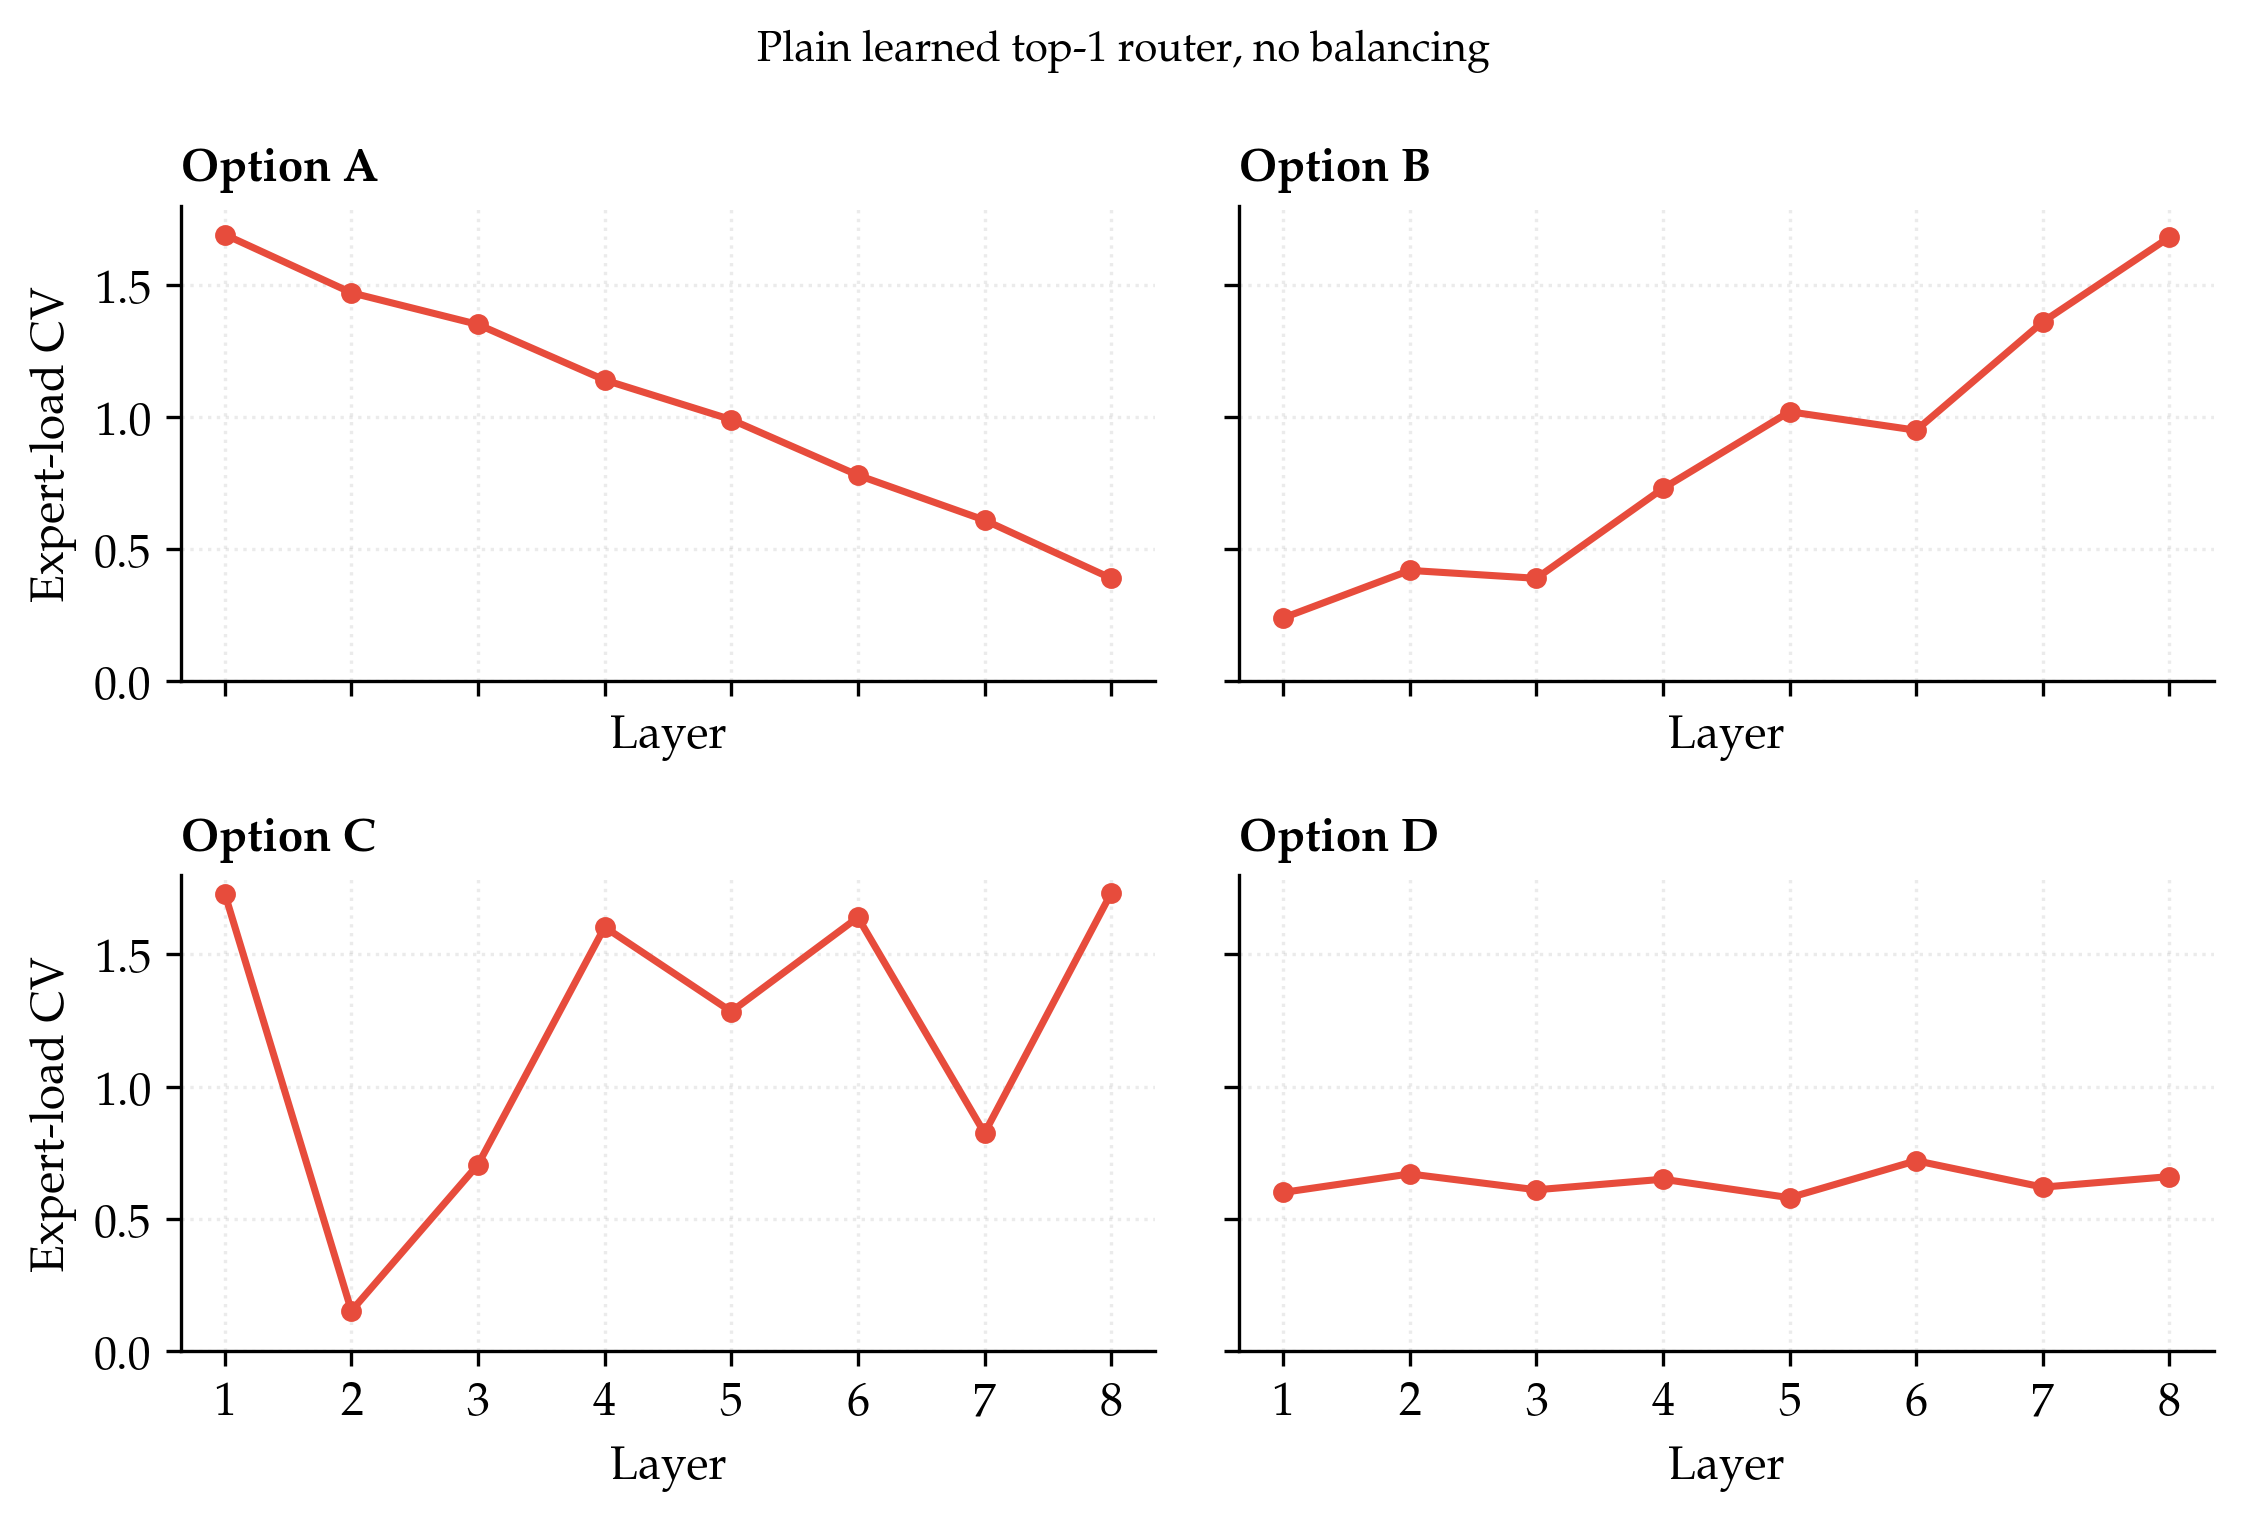 Plain learned top-1 router, no balancing
Option A
Expert-load CV
1.5
1.0
0.5
0.0
Layer
Option B
Layer
Option C
Expert-load CV
1.5
1.0
0.5
0.0
1 2 3 4 5 6 7 8
Layer
Option D
1 2 3 4 5 6 7 8
Layer